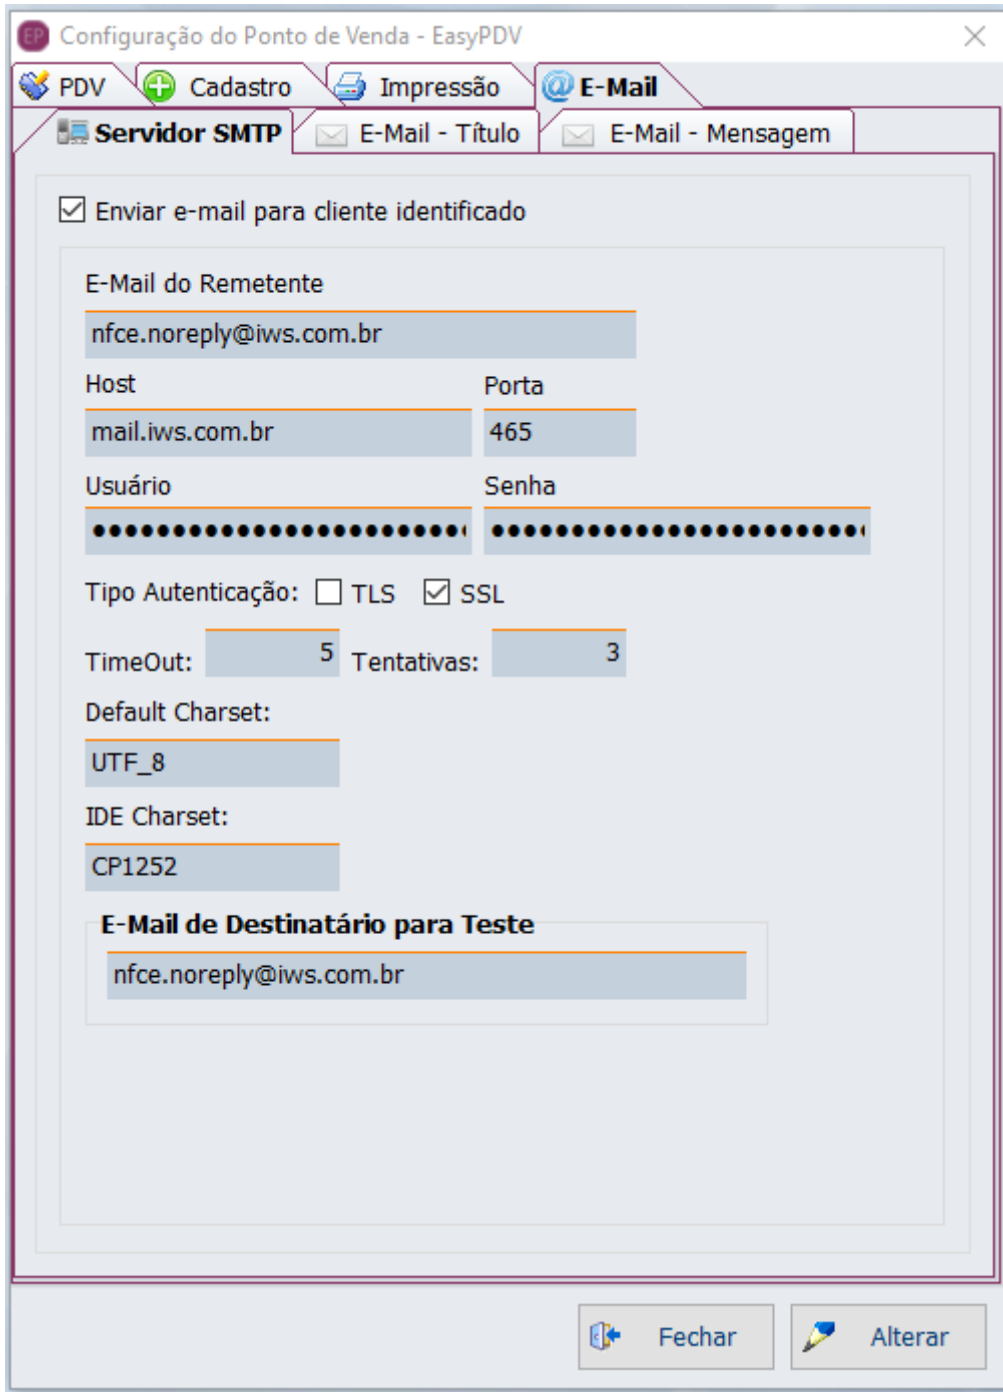 EP Configuração do Ponto de Venda - EasyPDV
PDV Cadastro Impressão @ E-Mail
Servidor SMTP E-Mail - Título E-Mail - Mensagem
Enviar e-mail para cliente identificado
E-Mail do Remetente
nfce.noreply@iws.com.br
Host Porta
mail.iws.com.br 465
Usuário Senha
Tipo Autenticação: TLS SSL
TimeOut: 5 Tentativas: 3
Default Charset:
UTF_8
IDE Charset:
CP1252
E-Mail de Destinatário para Teste
nfce.noreply@iws.com.br
Fechar Alterar